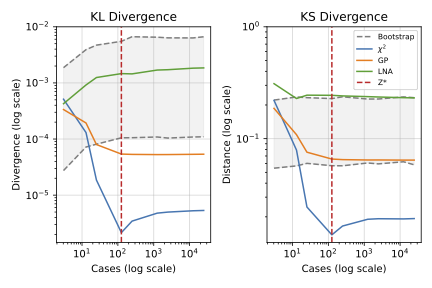 KL Divergence
Divergence (log scale)
10⁻²
10⁻³
10⁻⁴
10⁻⁵
10¹ 10² 10³ 10⁴
Cases (log scale)
KS Divergence
Distance (log scale)
10⁰
10⁻¹
Bootstrap
χ²
GP
LNA
Z*
10¹ 10² 10³ 10⁴
Cases (log scale)